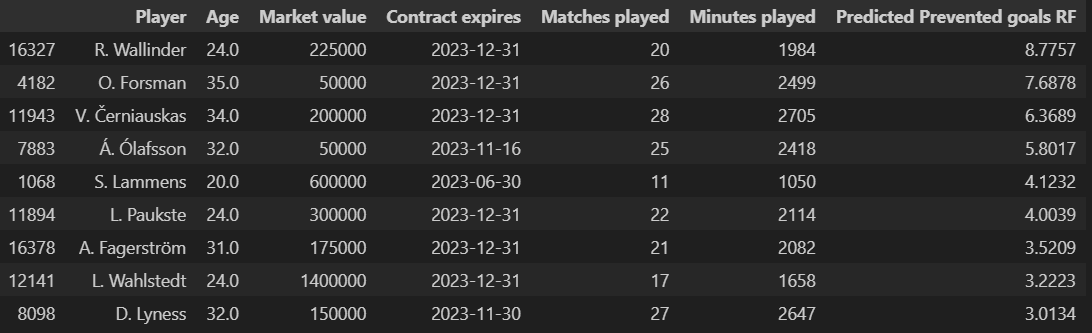 Player Age Market value Contract expires Matches played Minutes played Predicted Prevented goals RF
16327 R. Wallinder 24.0 225000 2023-12-31 20 1984 8.7757
4182 O. Forsman 35.0 50000 2023-12-31 26 2499 7.6878
11943 V. Černiauskas 34.0 200000 2023-12-31 28 2705 6.3689
7883 Á. Ólafsson 32.0 50000 2023-11-16 25 2418 5.8017
1068 S. Lammens 20.0 600000 2023-06-30 11 1050 4.1232
11894 L. Paukste 24.0 300000 2023-12-31 22 2114 4.0039
16378 A. Fagerström 31.0 175000 2023-12-31 21 2082 3.5209
12141 L. Wahlstedt 24.0 1400000 2023-12-31 17 1658 3.2223
8098 D. Lyness 32.0 150000 2023-11-30 27 2647 3.0134